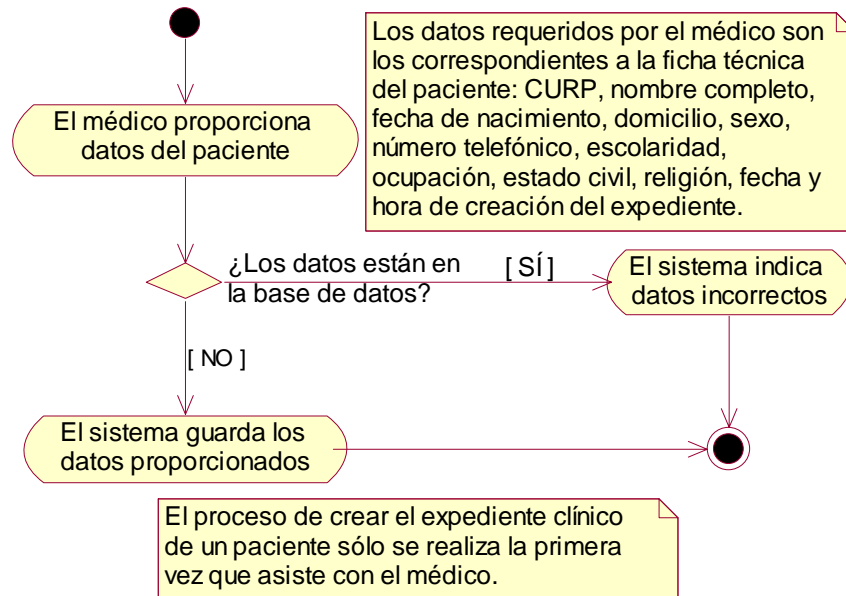 Los datos requeridos por el médico son
los correspondientes a la ficha técnica
del paciente: CURP, nombre completo,
fecha de nacimiento, domicilio, sexo,
número telefónico, escolaridad,
ocupación, estado civil, religión, fecha y
hora de creación del expediente.
El médico proporciona
datos del paciente
¿Los datos están en
la base de datos?
[ SÍ ]
El sistema indica
datos incorrectos
[ NO ]
El sistema guarda los
datos proporcionados
El proceso de crear el expediente clínico
de un paciente sólo se realiza la primera
vez que asiste con el médico.